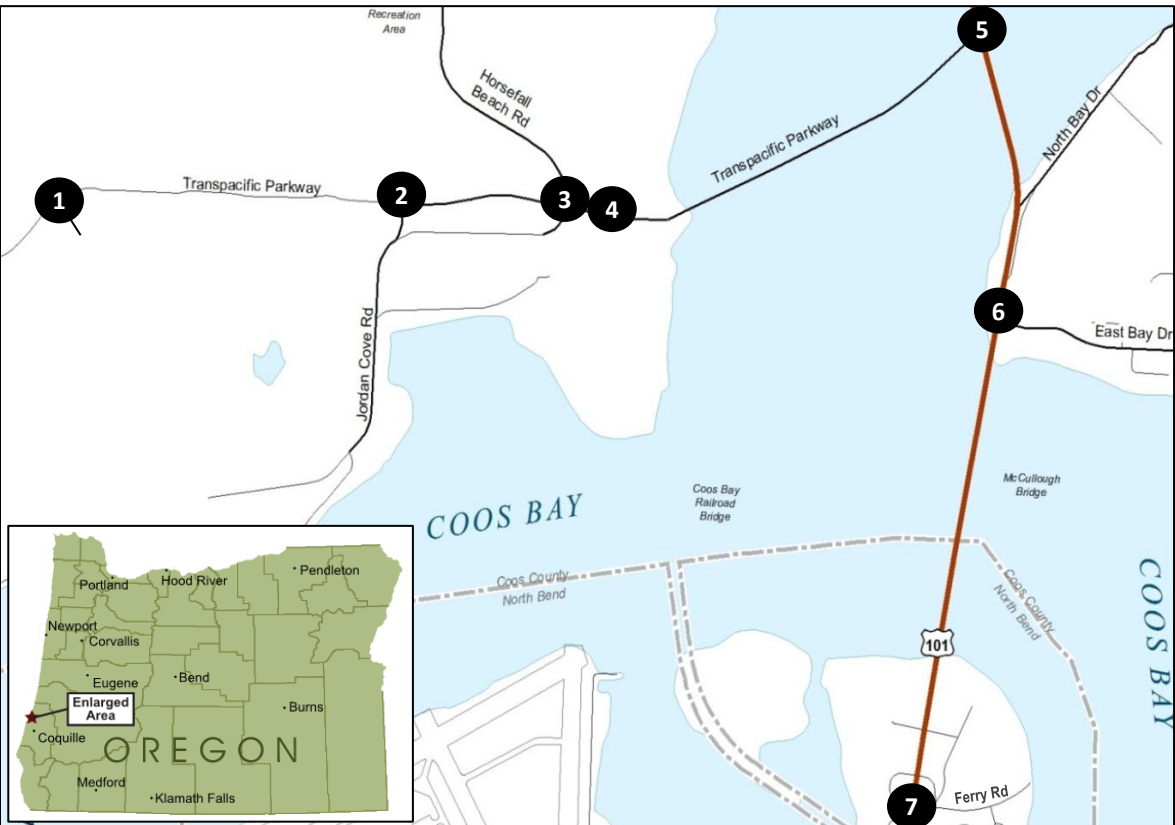 Recreation
Area
5
Horsefall
Beach Rd
North Bay Dr
Transpacific Parkway
Transpacific Parkway
1
2
3
4
6
East Bay Dr
Jordan Cove Rd
COOS BAY
Coos Bay
Railroad
Bridge
McCullough
Bridge
Coos County
North Bend
Coos County
North Bend
COOS BAY
101
7
Ferry Rd
Portland
Hood River
Pendleton
Newport
Corvallis
Eugene
Bend
Enlarged
Area
Burns
Coquille
OREGON
Medford
Klamath Falls